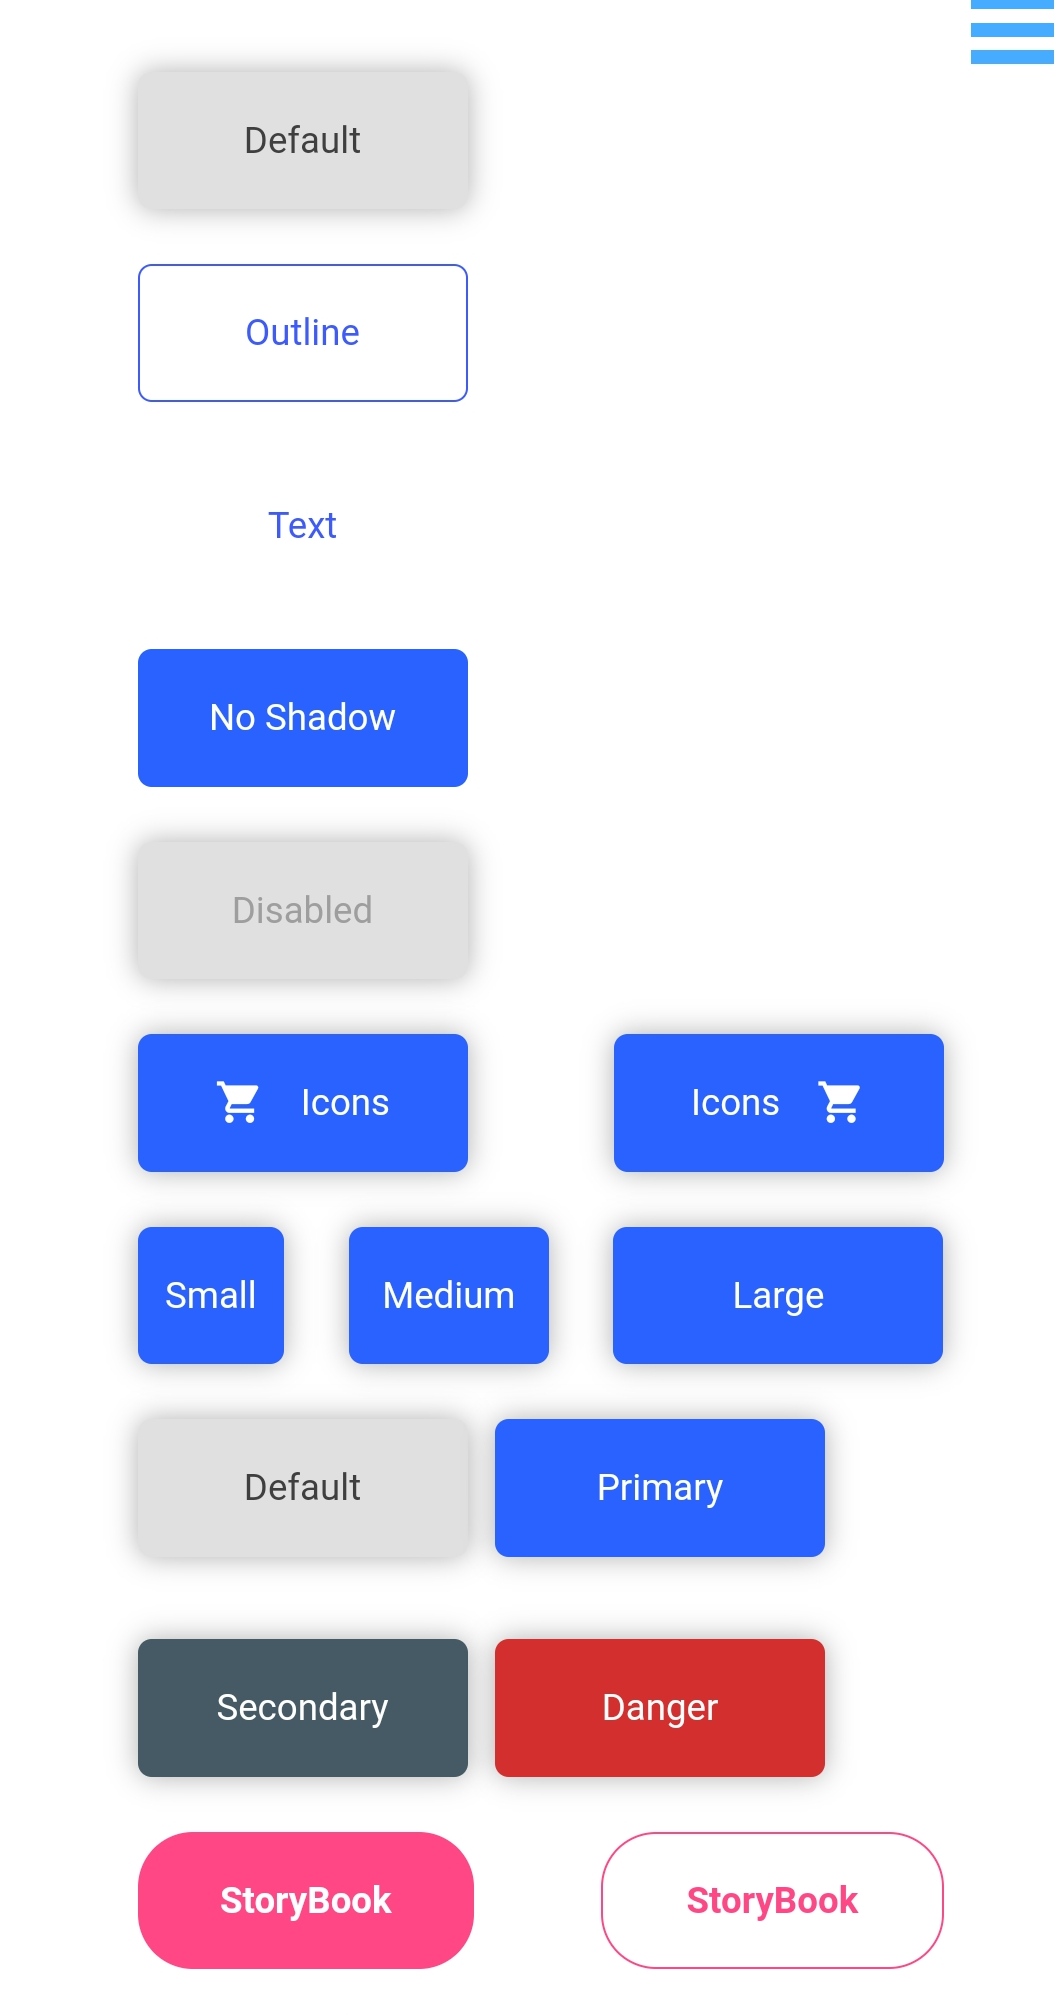 Default
Outline
Text
No Shadow
Disabled
Icons Icons
Small Medium Large
Default Primary
Secondary Danger
StoryBook StoryBook